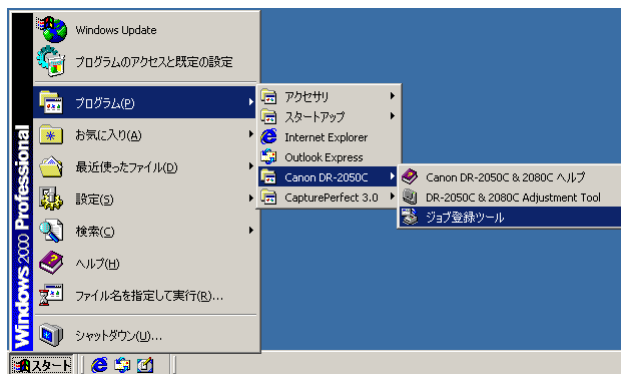 Windows 2000 Professional
Windows Update
プログラムのアクセスと既定の設定
プログラム(P)
お気に入り(A)
最近使ったファイル(D)
設定(S)
検索(C)
ヘルプ(H)
ファイル名を指定して実行(R)...
シャットダウン(U)...
アクセサリ
スタートアップ
Internet Explorer
Outlook Express
Canon DR-2050C
CapturePerfect 3.0
Canon DR-2050C & 2080C ヘルプ
DR-2050C & 2080C Adjustment Tool
ジョブ登録ツール
スタート